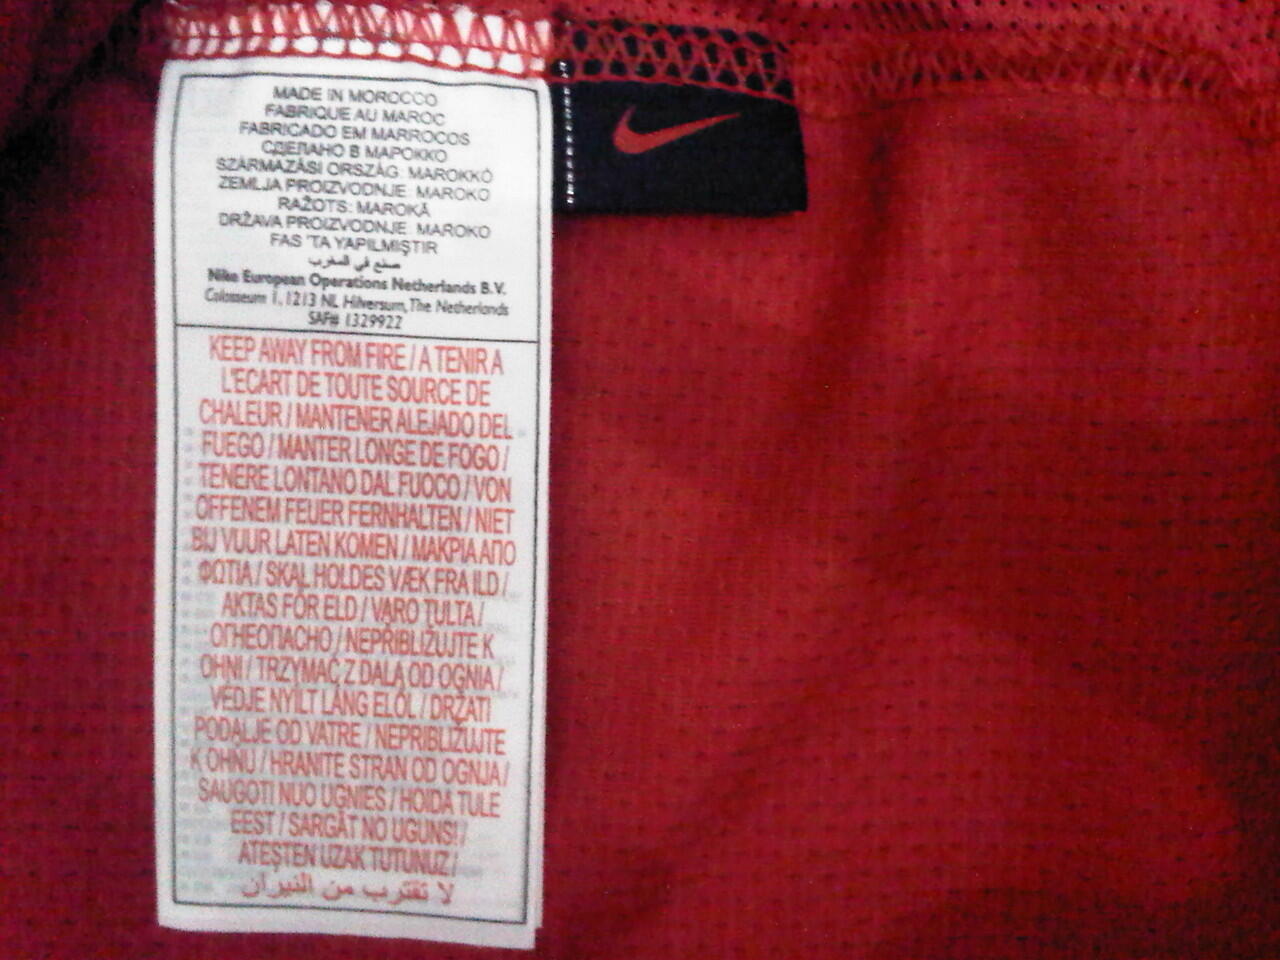 MADE IN MOROCCO
FABRIQUE AU MAROC
FABRICADO EM MARROCOS
СДЕЛАНО В МАРОККО
SZÁRMAZÁSI ORSZÁG: MAROKKÓ
ZEMLJA PROIZVODNJE: MAROKO
RAŽOTS: MAROKĀ
DRŽAVA PROIZVODNJE: MAROKO
FAS 'TA YAPILMIŞTIR
صنع في المغرب
Nike European Operations Netherlands B.V.
Colosseum 1, 1213 NL Hilversum, The Netherlands
SAF# 1329922
KEEP AWAY FROM FIRE / A TENIR A
L'ECART DE TOUTE SOURCE DE
CHALEUR / MANTENER ALEJADO DEL
FUEGO / MANTER LONGE DE FOGO /
TENERE LONTANO DAL FUOCO / VON
OFFENEM FEUER FERNHALTEN / NIET
BIJ VUUR LATEN KOMEN / ΜΑΚΡΙΑ ΑΠΟ
ΦΩΤΙΑ / SKAL HOLDES VÆK FRA ILD /
AKTAS FÖR ELD / VARO TULTA /
ОГНЕОПАСНО / NEPŘIBLIŽUJTE K
OHNI / TRZYMAĆ Z DALA OD OGNIA /
VEDJE NYÍLT LÁNG ELŐL / DRŽATI
PODALJE OD VATRE / NEPRIBLIŽUJTE
K OHŇU / HRANITE STRAN OD OGNJA /
SAUGOTI NUO UGNIES / HOIDA TULE
EEST / SARGĀT NO UGUNS! /
ATEŞTEN UZAK TUTUNUZ /
لا تقترب من النيران